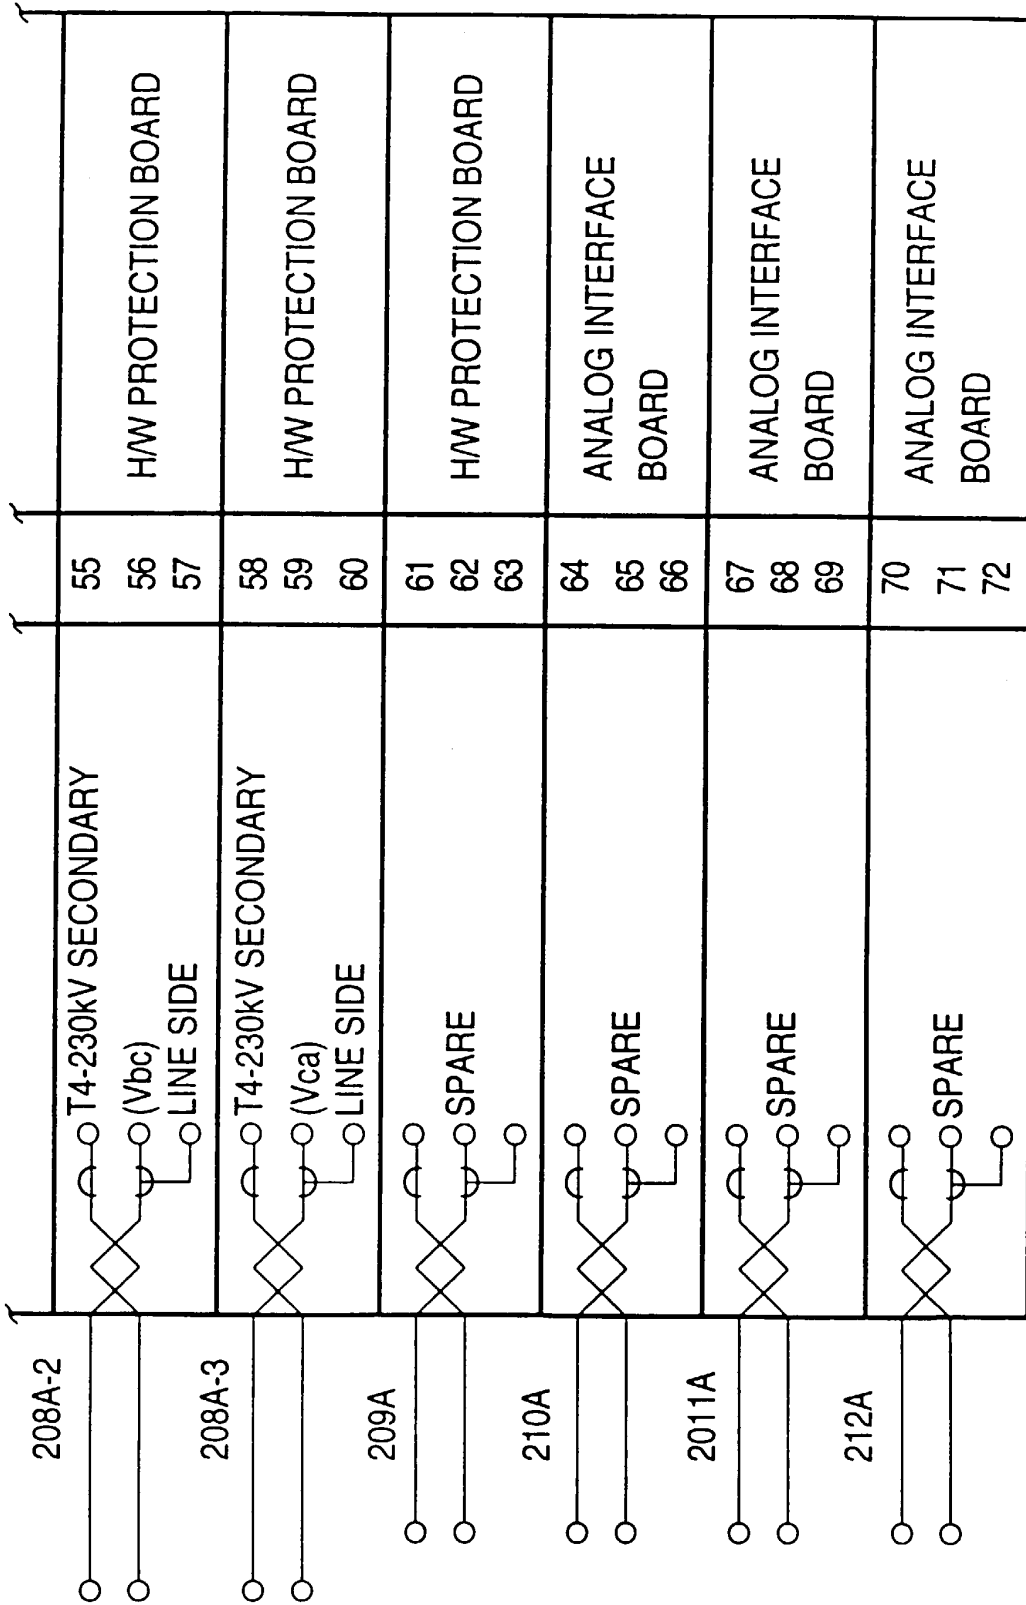 208A-2
T4-230kV SECONDARY
(Vbc)
LINE SIDE
55
56
57
H/W PROTECTION BOARD
208A-3
T4-230kV SECONDARY
(Vca)
LINE SIDE
58
59
60
H/W PROTECTION BOARD
209A
SPARE
61
62
63
H/W PROTECTION BOARD
210A
SPARE
64
65
66
ANALOG INTERFACE
BOARD
2011A
SPARE
67
68
69
ANALOG INTERFACE
BOARD
212A
SPARE
70
71
72
ANALOG INTERFACE
BOARD